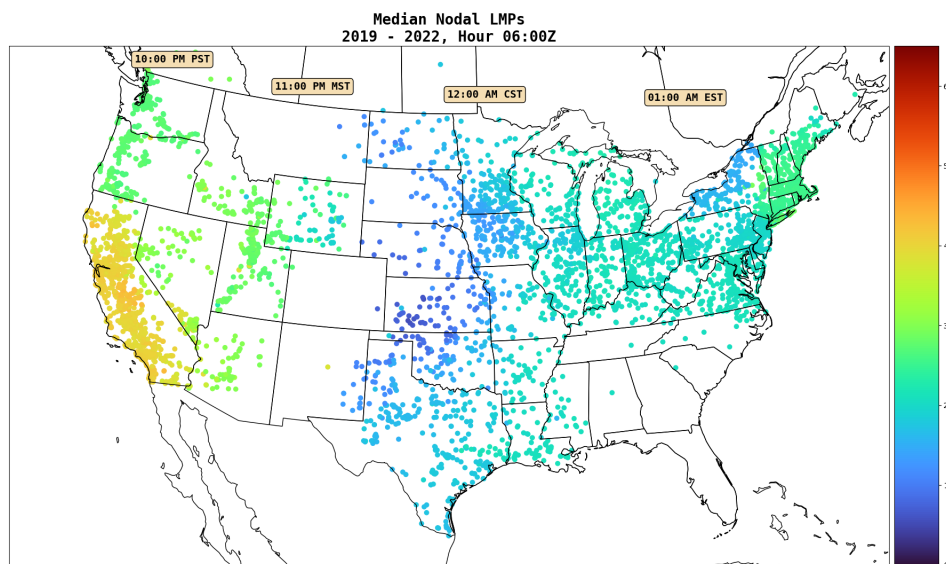 Median Nodal LMPs
2019 - 2022, Hour 06:00Z
10:00 PM PST
11:00 PM MST
12:00 AM CST
01:00 AM EST